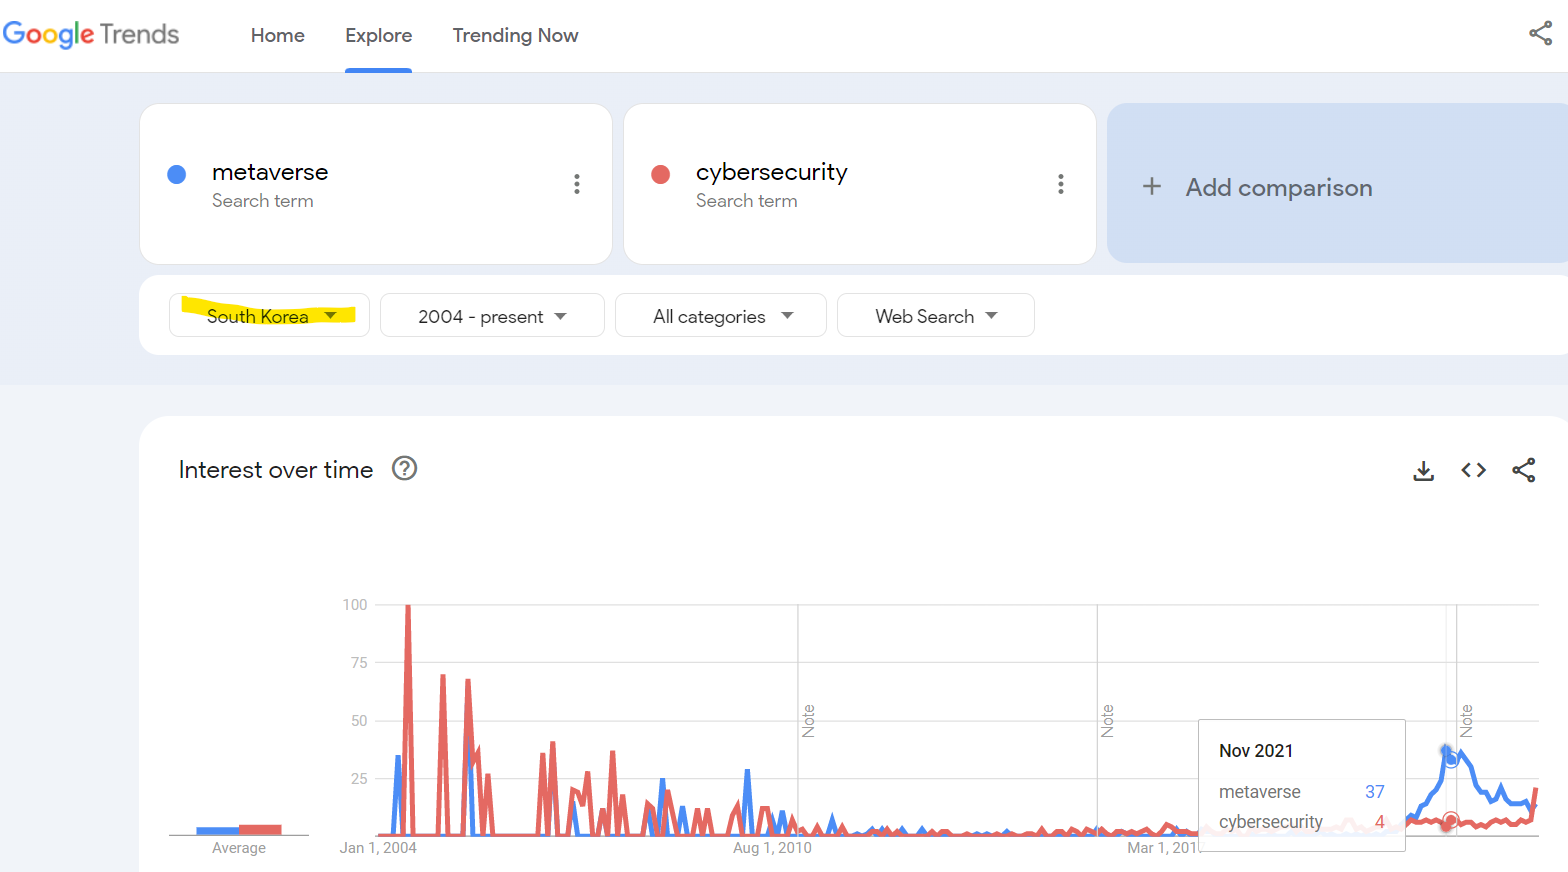 Google Trends
Home
Explore
Trending Now
metaverse
Search term
cybersecurity
Search term
+ Add comparison
South Korea
2004 - present
All categories
Web Search
Interest over time
100
75
50
25
Note
Note
Note
Nov 2021
metaverse 37
cybersecurity 4
Average
Jan 1, 2004
Aug 1, 2010
Mar 1,